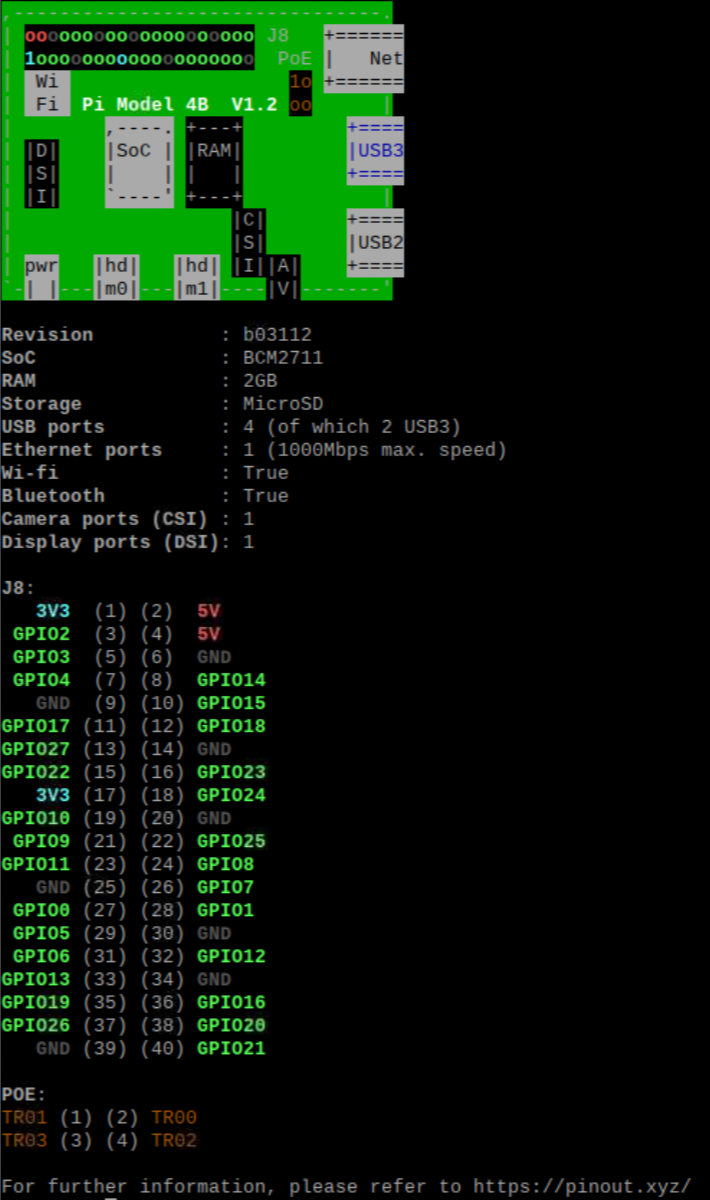 ,--------------------------------.
| oooooooooooooooooooo J8   +======
| 1ooooooooooooooooooo  PoE |   Net
|  Wi                    1o +======
|  Fi  Pi Model 4B  V1.2 oo      |
|        ,----. +---+         +====
| |D|    |SoC | |RAM|         |USB3
| |S|    |    | |   |         +====
| |I|    `----' +---+            |
|                   |C|       +====
|                   |S|       |USB2
| pwr   |hd|   |hd| |I||A|    +====
`-| |---|m0|---|m1|----|V|-------'
Revision           : b03112
SoC                : BCM2711
RAM                : 2GB
Storage            : MicroSD
USB ports          : 4 (of which 2 USB3)
Ethernet ports     : 1 (1000Mbps max. speed)
Wi-fi              : True
Bluetooth          : True
Camera ports (CSI) : 1
Display ports (DSI): 1
J8:
   3V3  (1) (2)  5V
 GPIO2  (3) (4)  5V
 GPIO3  (5) (6)  GND
 GPIO4  (7) (8)  GPIO14
   GND  (9) (10) GPIO15
GPIO17 (11) (12) GPIO18
GPIO27 (13) (14) GND
GPIO22 (15) (16) GPIO23
   3V3 (17) (18) GPIO24
GPIO10 (19) (20) GND
 GPIO9 (21) (22) GPIO25
GPIO11 (23) (24) GPIO8
   GND (25) (26) GPIO7
 GPIO0 (27) (28) GPIO1
 GPIO5 (29) (30) GND
 GPIO6 (31) (32) GPIO12
GPIO13 (33) (34) GND
GPIO19 (35) (36) GPIO16
GPIO26 (37) (38) GPIO20
   GND (39) (40) GPIO21
POE:
TR01 (1) (2) TR00
TR03 (3) (4) TR02
For further information, please refer to https://pinout.xyz/